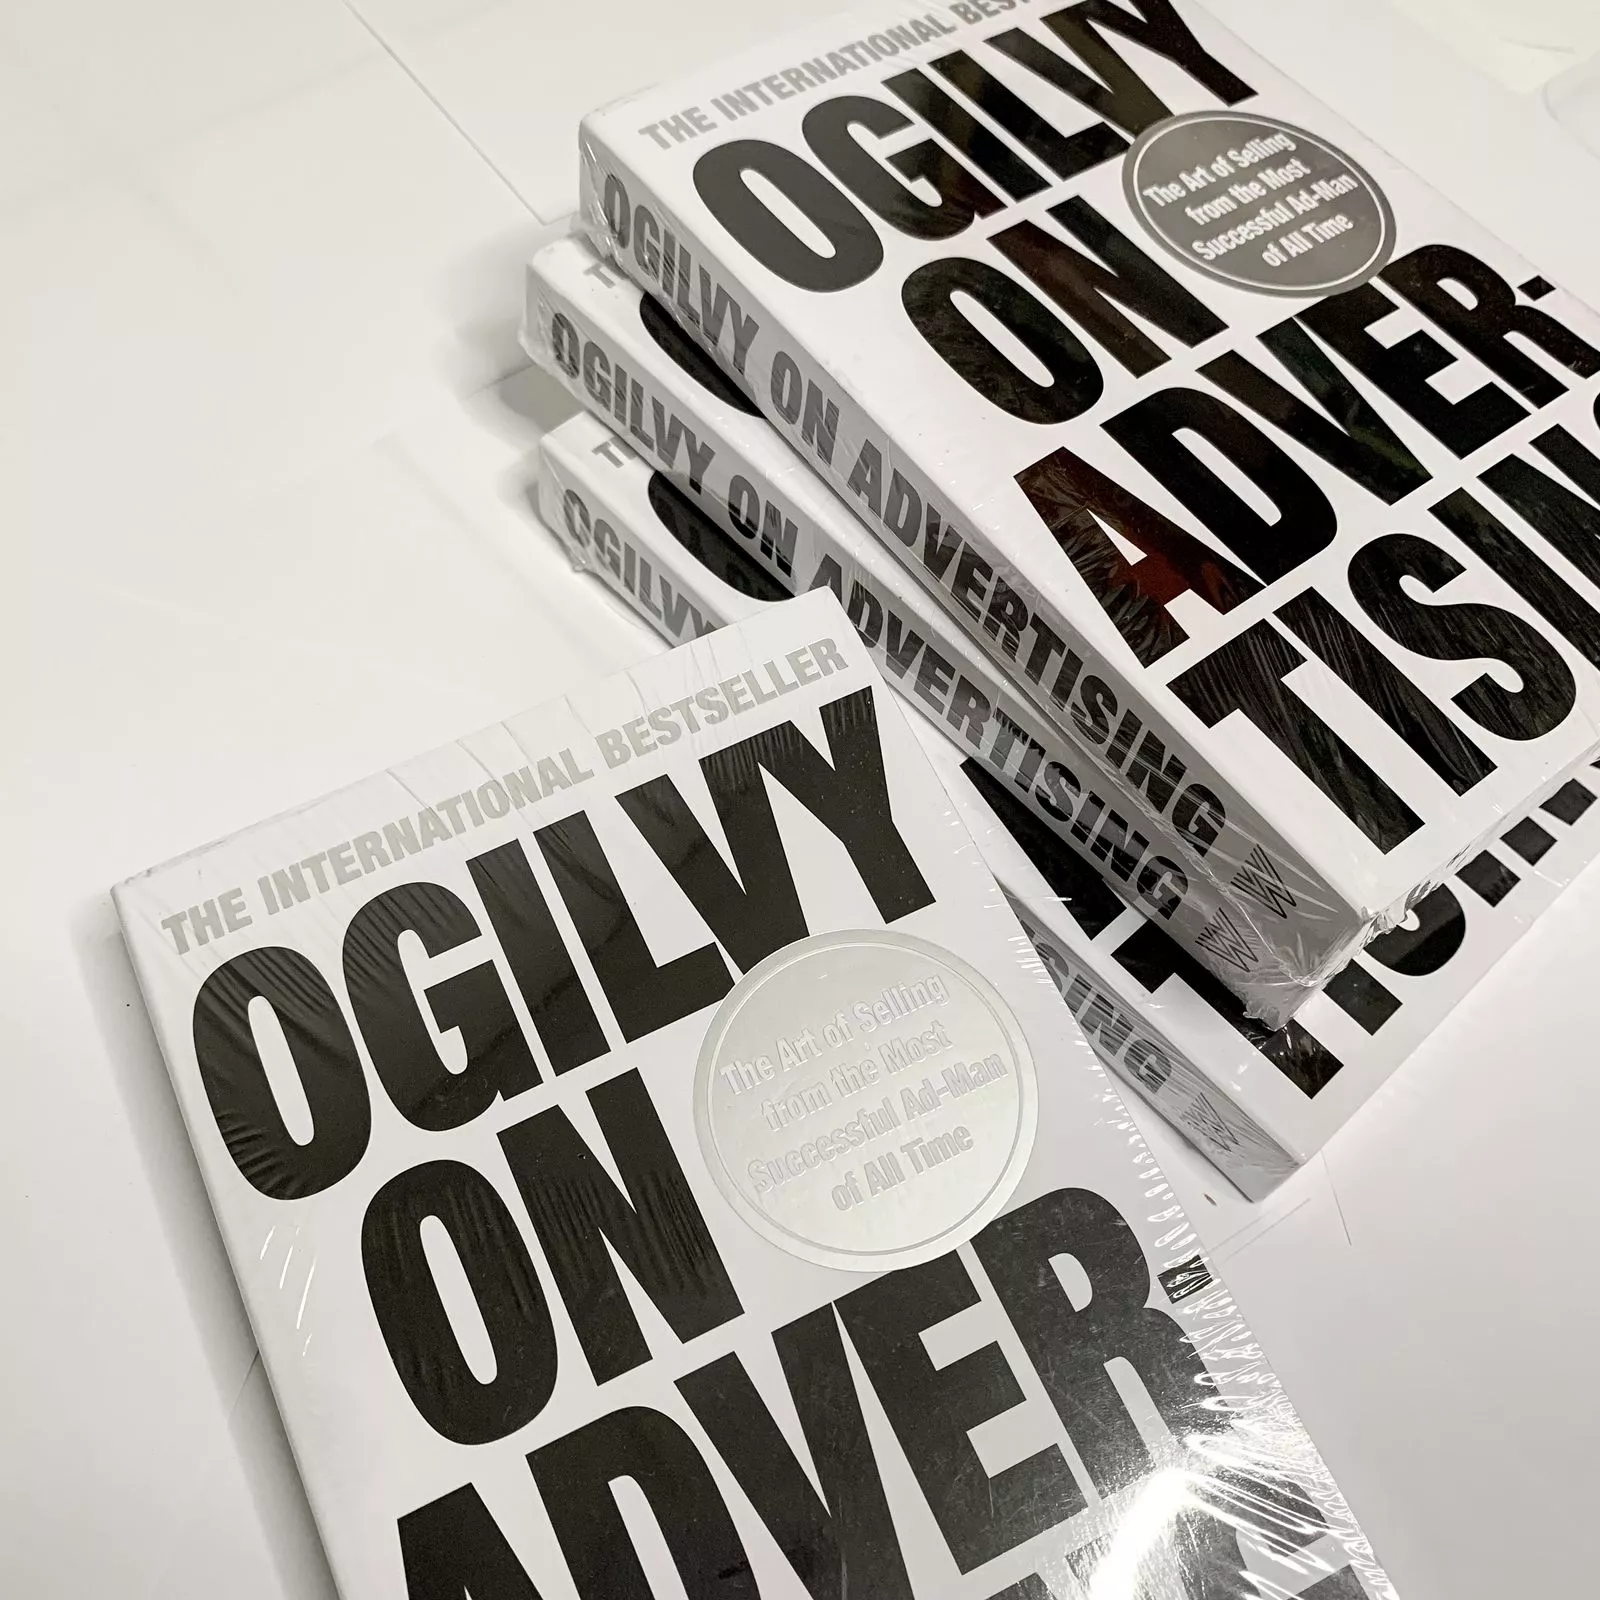 THE INTERNATIONAL
OGILVY
ON
ADVER-
The Art of Selling
from the Most
Successful Ad-Man
of All Time
OGILVY ON ADVERTISING
W
OGILVY ON ADVERTISING
W
OGILVY
W
THE INTERNATIONAL BESTSELLER
OGILVY
ON
ADVER-
The Art of Selling
from the Most
Successful Ad-Man
of All Time